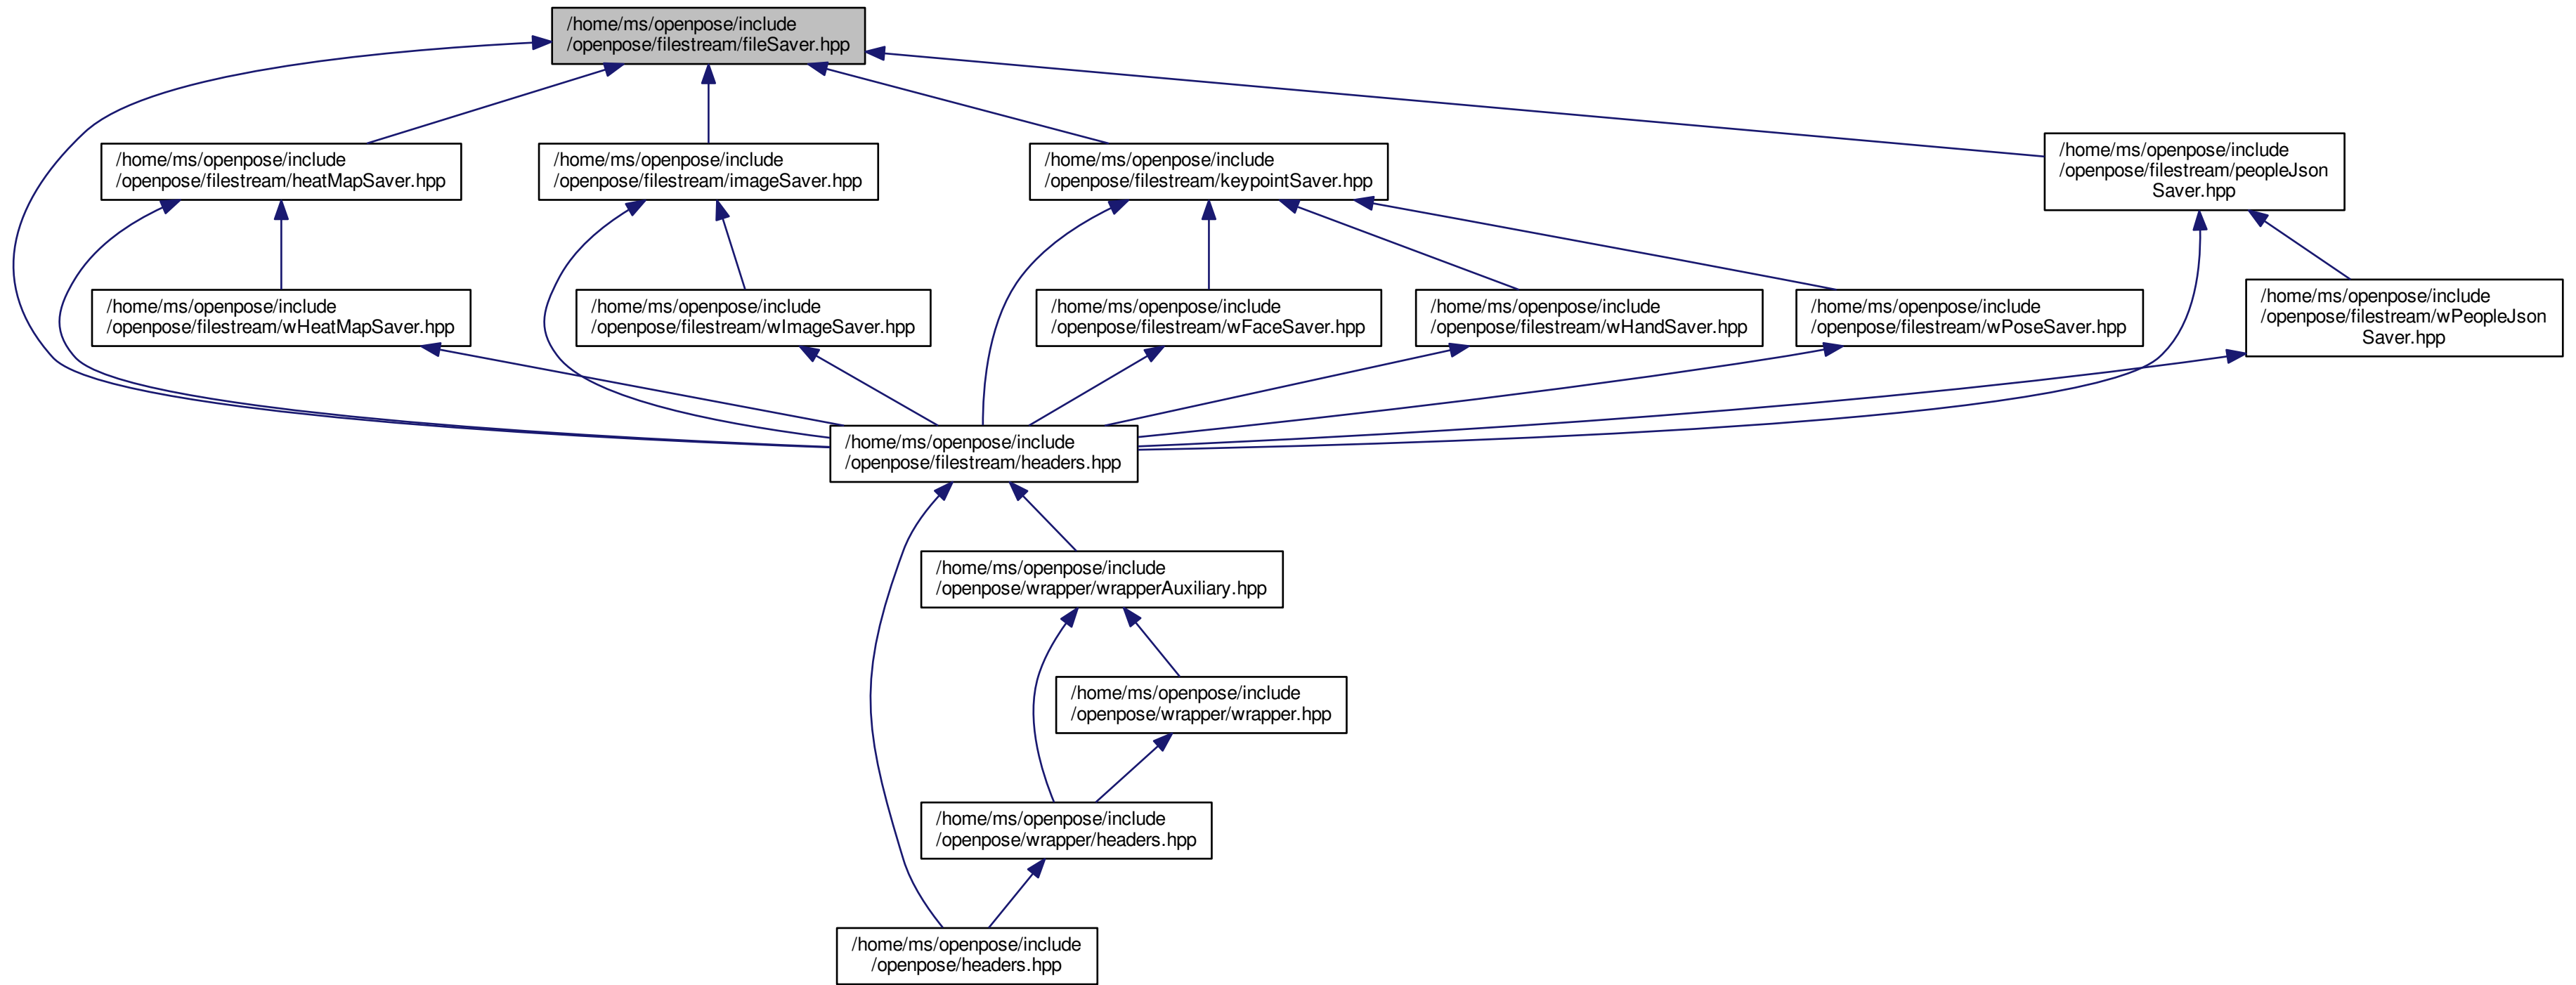 /home/ms/openpose/include
/openpose/filestream/fileSaver.hpp
/home/ms/openpose/include
/openpose/filestream/heatMapSaver.hpp
/home/ms/openpose/include
/openpose/filestream/imageSaver.hpp
/home/ms/openpose/include
/openpose/filestream/keypointSaver.hpp
/home/ms/openpose/include
/openpose/filestream/peopleJson
Saver.hpp
/home/ms/openpose/include
/openpose/filestream/wHeatMapSaver.hpp
/home/ms/openpose/include
/openpose/filestream/wImageSaver.hpp
/home/ms/openpose/include
/openpose/filestream/wFaceSaver.hpp
/home/ms/openpose/include
/openpose/filestream/wHandSaver.hpp
/home/ms/openpose/include
/openpose/filestream/wPoseSaver.hpp
/home/ms/openpose/include
/openpose/filestream/wPeopleJson
Saver.hpp
/home/ms/openpose/include
/openpose/filestream/headers.hpp
/home/ms/openpose/include
/openpose/wrapper/wrapperAuxiliary.hpp
/home/ms/openpose/include
/openpose/wrapper/wrapper.hpp
/home/ms/openpose/include
/openpose/wrapper/headers.hpp
/home/ms/openpose/include
/openpose/headers.hpp